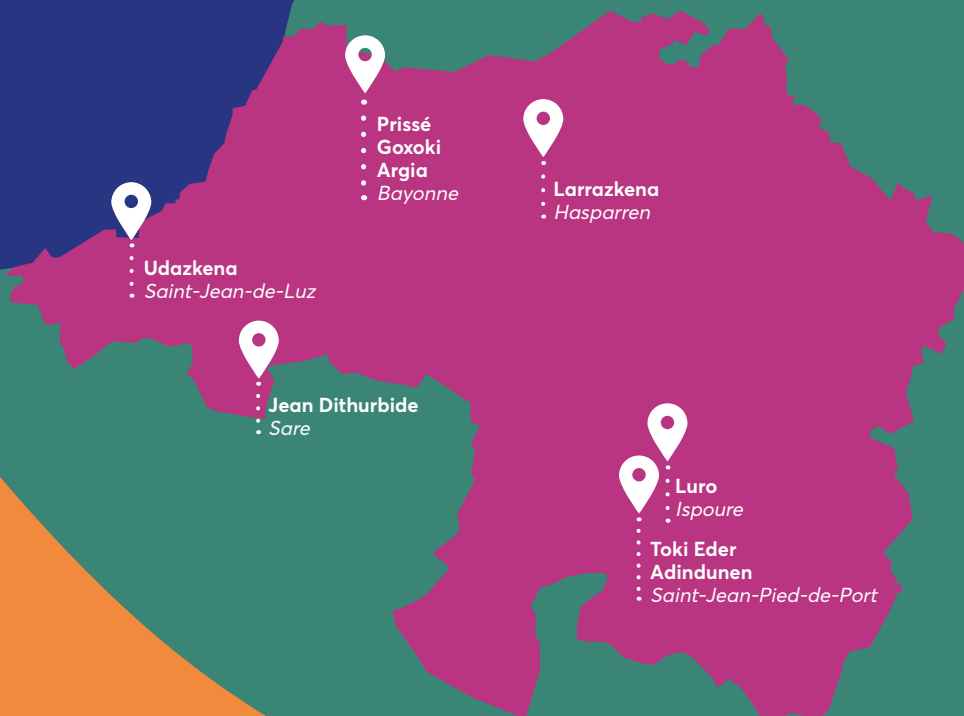 Prissé
Goxoki
Argia
Bayonne
Larrazkena
Hasparren
Udazkena
Saint-Jean-de-Luz
Jean Dithurbide
Sare
Luro
Ispoure
Toki Eder
Adindunen
Saint-Jean-Pied-de-Port